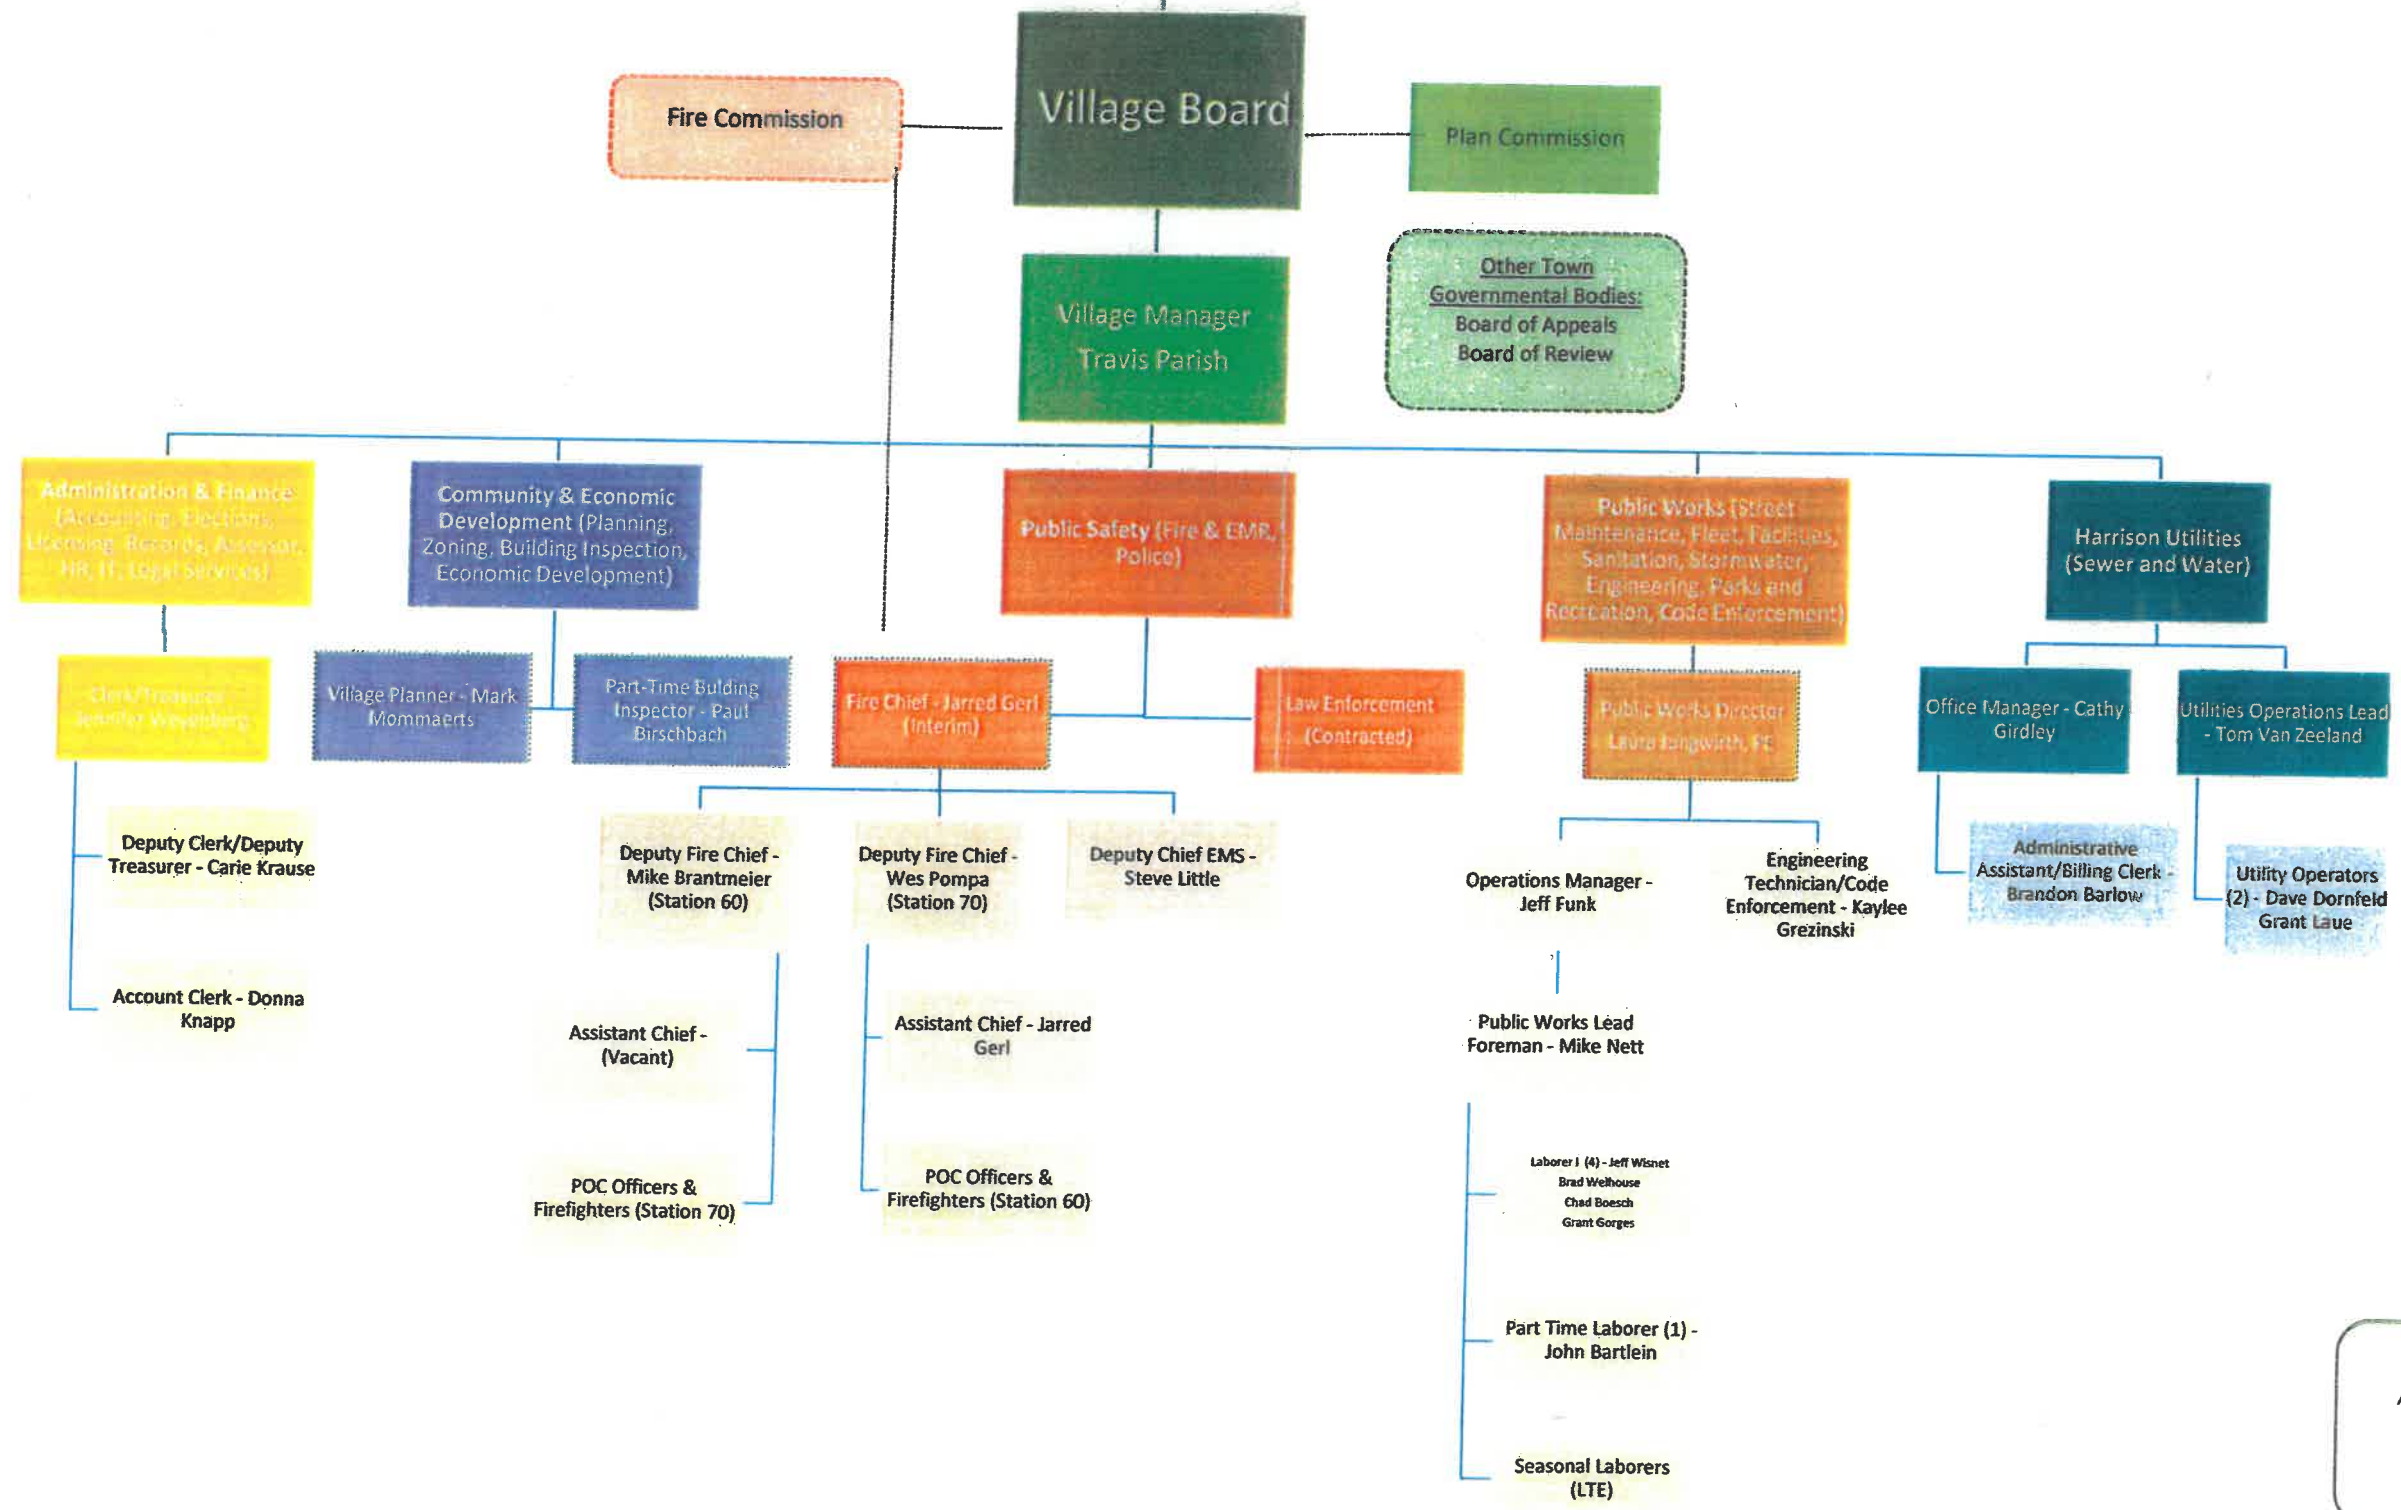 Village Board
Fire Commission
Plan Commission
Other Town
Governmental Bodies:
Board of Appeals
Board of Review
Village Manager
Travis Parish
Administration & Finance
(Accounting, Elections,
Licensing, Records, Assessor,
HR, IT, Legal Services)
Community & Economic
Development (Planning,
Zoning, Building Inspection,
Economic Development)
Public Safety (Fire & EMR,
Police)
Public Works (Street
Maintenance, Fleet, Facilities,
Sanitation, Stormwater,
Engineering, Parks and
Recreation, Code Enforcement)
Harrison Utilities
(Sewer and Water)
Clerk/Treasurer
Jennifer
Village Planner - Mark
Mommaerts
Part-Time Bulding
Inspector - Paul
Birschbach
Fire Chief - Jarred Gerl
(Interim)
Law Enforcement
(Contracted)
Public Works Director
Laura Jungwirth, PE
Office Manager - Cathy
Girdley
Utilities Operations Lead
- Tom Van Zeeland
Deputy Clerk/Deputy
Treasurer - Carie Krause
Account Clerk - Donna
Knapp
Deputy Fire Chief -
Mike Brantmeier
(Station 60)
Deputy Fire Chief -
Wes Pompa
(Station 70)
Deputy Chief EMS -
Steve Little
Assistant Chief -
(Vacant)
Assistant Chief - Jarred
Gerl
POC Officers &
Firefighters (Station 70)
POC Officers &
Firefighters (Station 60)
Operations Manager -
Jeff Funk
Engineering
Technician/Code
Enforcement - Kaylee
Grezinski
Public Works Lead
Foreman - Mike Nett
Laborer I (4) - Jeff Wisnet
Brad Welhouse
Chad Boesch
Grant Gorges
Part Time Laborer (1) -
John Bartlein
Seasonal Laborers
(LTE)
Administrative
Assistant/Billing Clerk -
Brandon Barlow
Utility Operators
(2) - Dave Dornfeld
Grant Laue